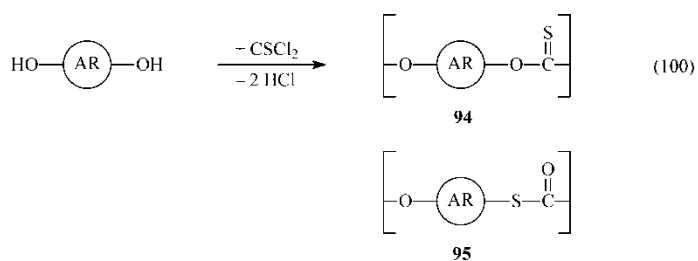 HO AR OH
– CSCl₂
– 2 HCl
O AR O C
S
(100)
94
O AR S C
O
95